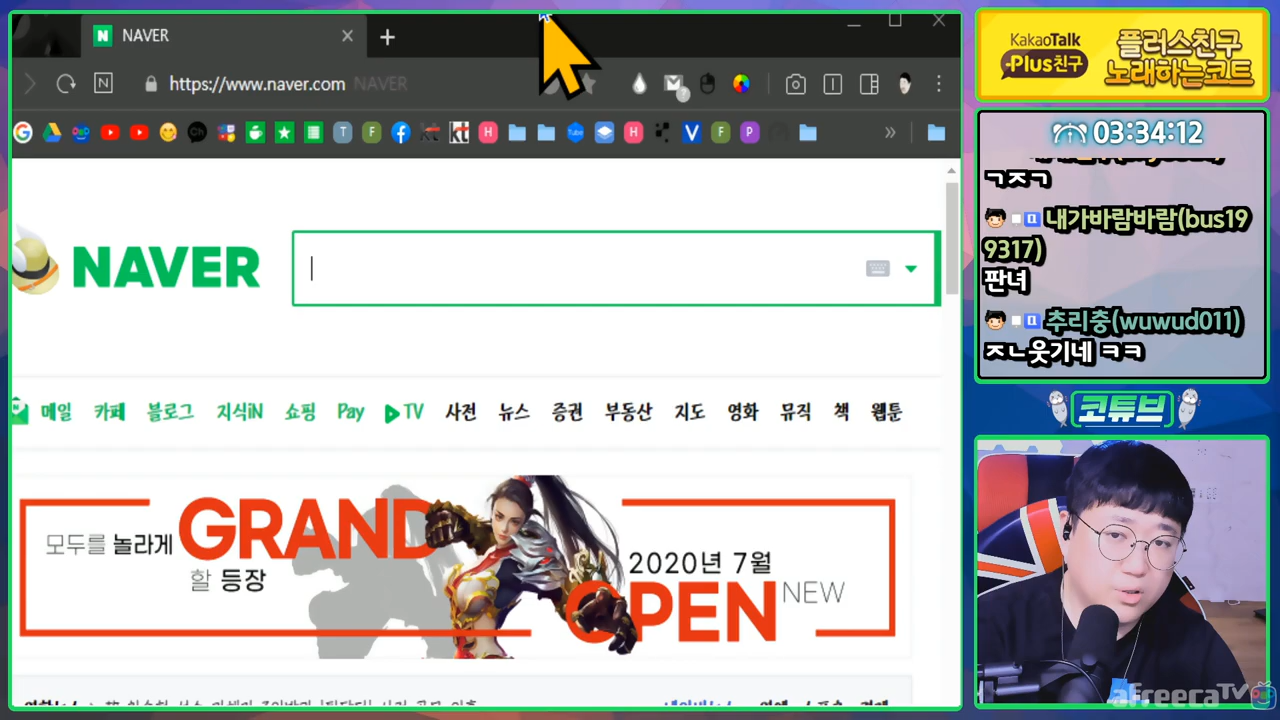 NAVER
https://www.naver.com NAVER
NAVER
메일 카페 블로그 지식iN 쇼핑 Pay TV 사전 뉴스 증권 부동산 지도 영화 뮤직 책 웹툰
모두를 놀라게
할 등장
GRAND
2020년 7월
OPEN NEW
KakaoTalk
Plus친구
플러스친구
노래하는코트
03:34:12
ㄱㅈㄱ
내가바람바람(bus19
9317)
판녀
추리충(wuwud011)
ㅈㄴ웃기네 ㅋㅋ
코튜브
afreecaTV